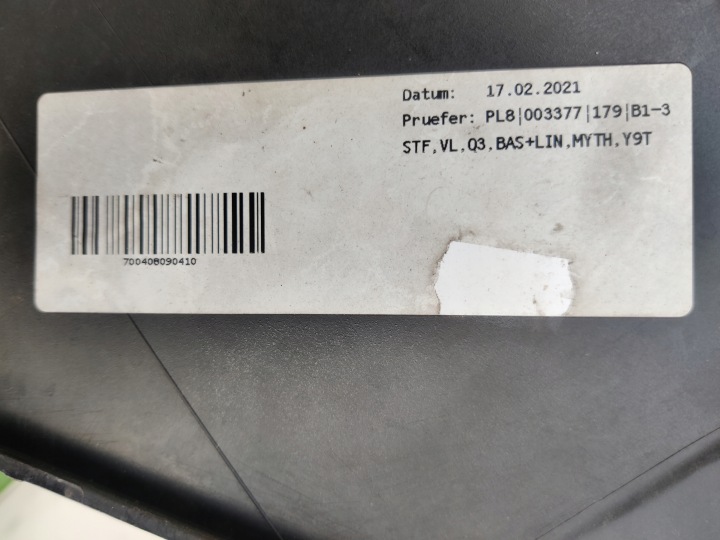 Datum: 17.02.2021
Pruefer: PL8|003377|179|B1-3
STF,VL,Q3,BAS+LIN,MYTH,Y9T
700408090410